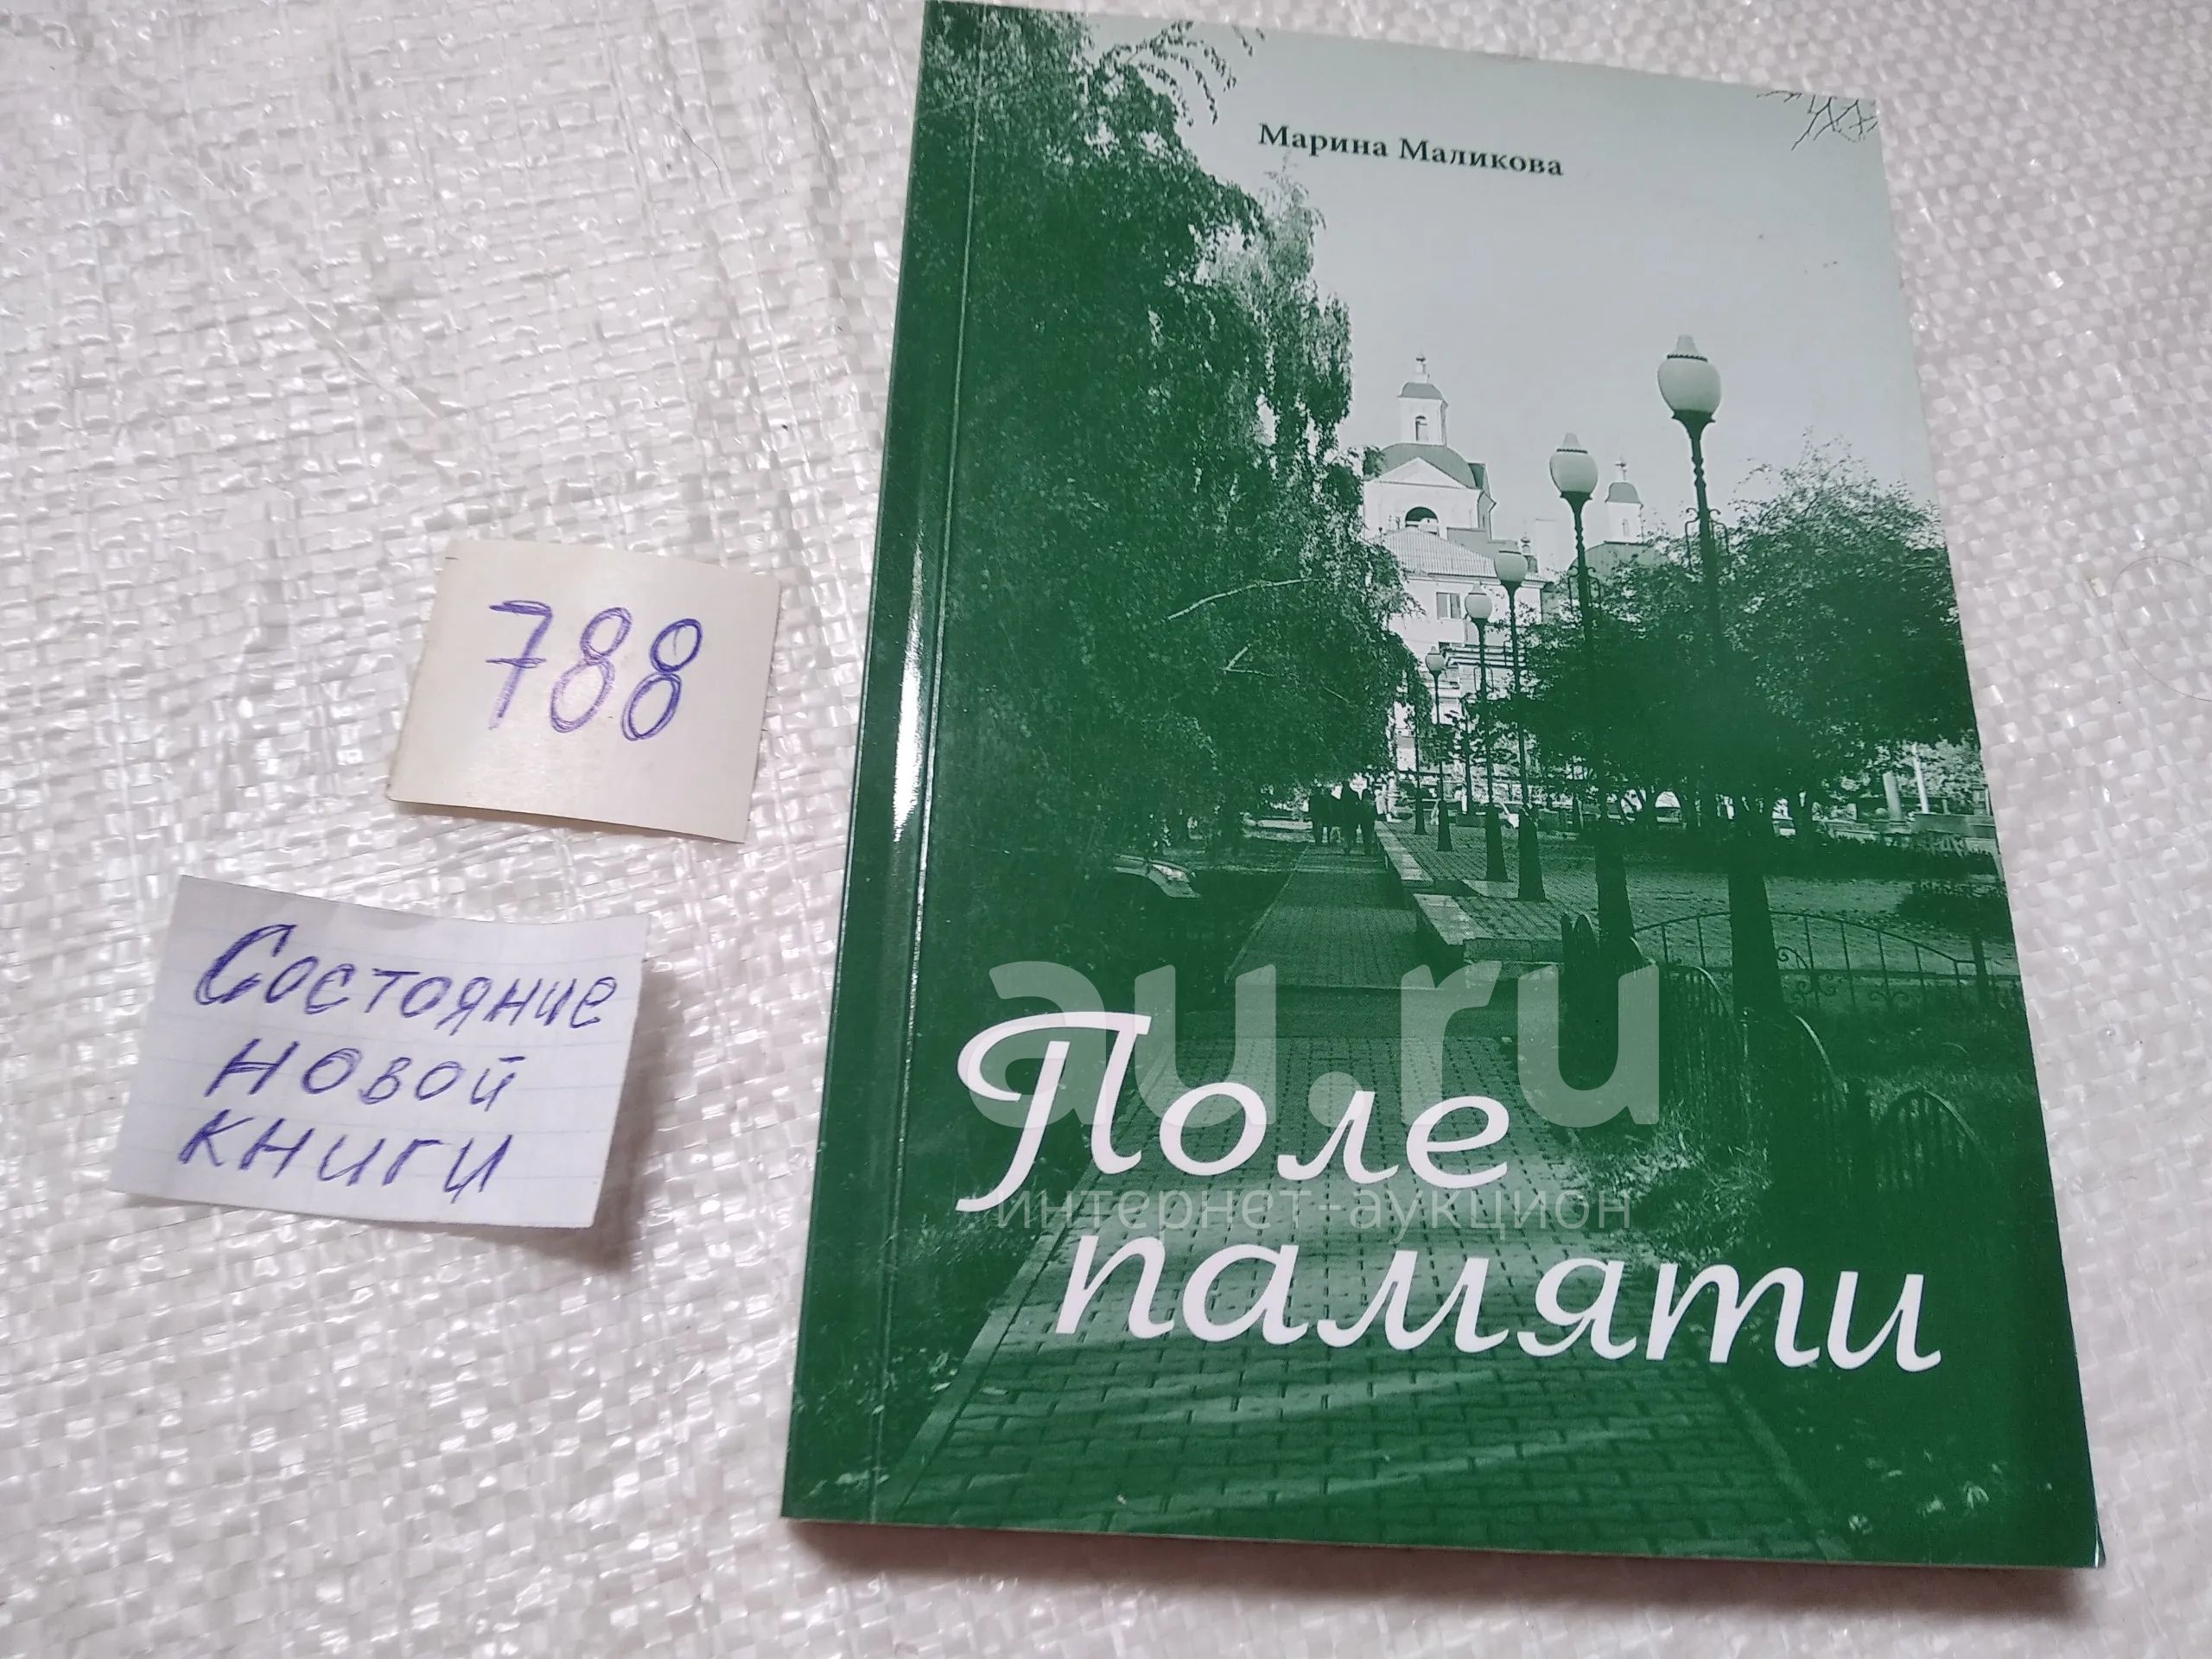 Марина Маликова
788
Состояние
новой
книги
au.ru
Поле
интернет-аукцион
памяти